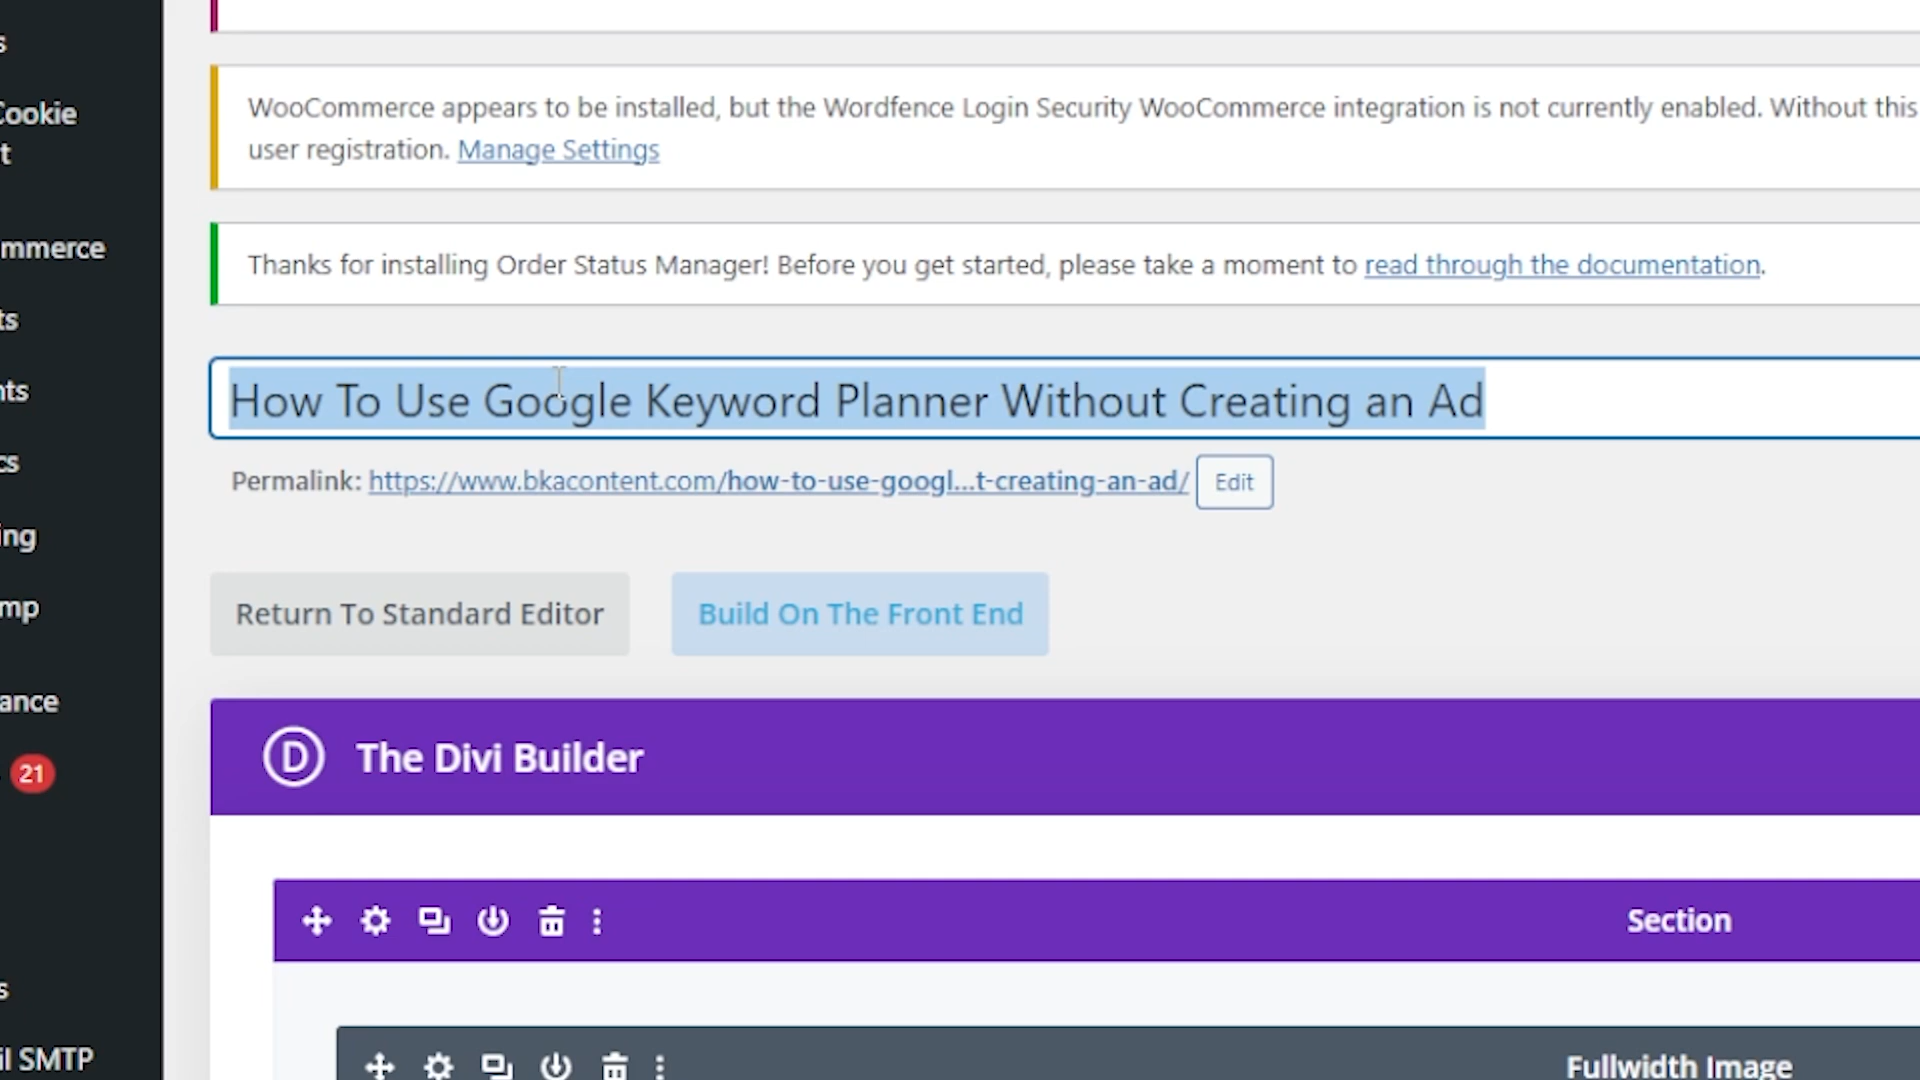 s
Cookie
t
mmerce
ts
nts
cs
ing
mp
ance
21
s
il SMTP
WooCommerce appears to be installed, but the Wordfence Login Security WooCommerce integration is not currently enabled. Without this
user registration. Manage Settings
Thanks for installing Order Status Manager! Before you get started, please take a moment to read through the documentation.
How To Use Google Keyword Planner Without Creating an Ad
Permalink: https://www.bkacontent.com/how-to-use-googl...t-creating-an-ad/ Edit
Return To Standard Editor Build On The Front End
D The Divi Builder
Section
Fullwidth Image